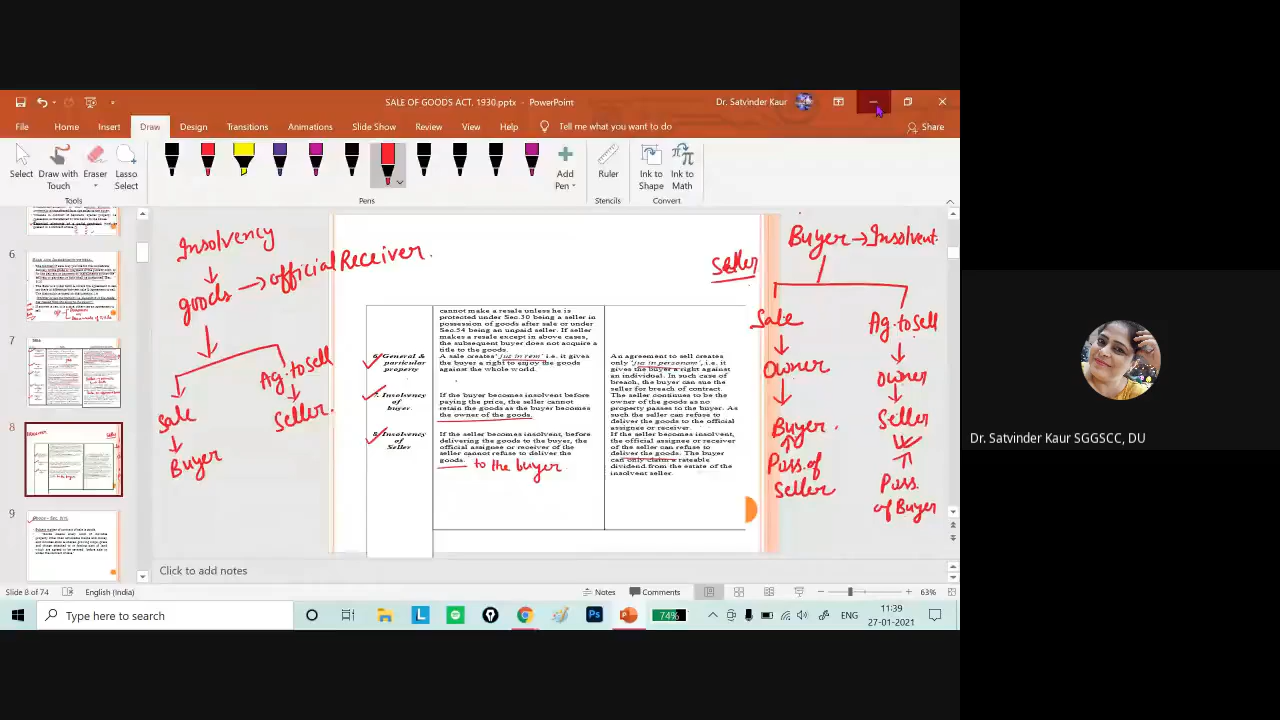 SALE OF GOODS ACT, 1930.pptx - PowerPoint
Dr. Satvinder Kaur
File Home Insert Draw Design Transitions Animations Slide Show Review View Help Tell me what you want to do
Share
Select
Draw with Touch
Eraser
Lasso Select
Add Pen
Ruler
Ink to Shape
Ink to Math
Tools
Pens
Stencils
Convert
6
7
8
9
Insolvency
goods → official Receiver.
Sale
Ag. to sell
Buyer
Seller.
cannot make a resale unless he is
protected under Sec.30 being a seller in
possession of goods after sale or under
Sec.54 being an unpaid seller. If seller
makes a resale except in above cases,
the subsequent buyer does not acquire a
title to the goods.
6. General & particular property
A sale creates 'jus in rem' i.e. it gives
the buyer a right to enjoy the goods
against the whole world.
An agreement to sell creates
only 'jus in personam', i.e. it
gives the buyer a right against
an individual. In such case of
breach, the buyer can sue the
seller for breach of contract.
Insolvency of buyer.
If the buyer becomes insolvent before
paying the price, the seller cannot
retain the goods as the buyer becomes
the owner of the goods.
The seller continues to be the
owner of the goods as no
property passes to the buyer. As
such the seller can refuse to
deliver the goods to the official
assignee or receiver.
8. Insolvency of Seller
If the seller becomes insolvent, before
delivering the goods to the buyer, the
official assignee or receiver of the
seller cannot refuse to deliver the
goods.
to the buyer
If the seller becomes insolvent,
the official assignee or receiver
of the seller can refuse to
deliver the goods. The buyer
can only claim a rateable
dividend from the estate of the
insolvent seller.
Seller
Buyer → Insolvent.
Sale
Owner
Buyer.
Poss. of
Seller
Ag. to sell
Owner
Seller
Poss.
of Buyer
Dr. Satvinder Kaur SGGSCC, DU
Click to add notes
Slide 8 of 74 English (India)
Notes Comments 63%
Type here to search
74%
ENG
11:39
27-01-2021